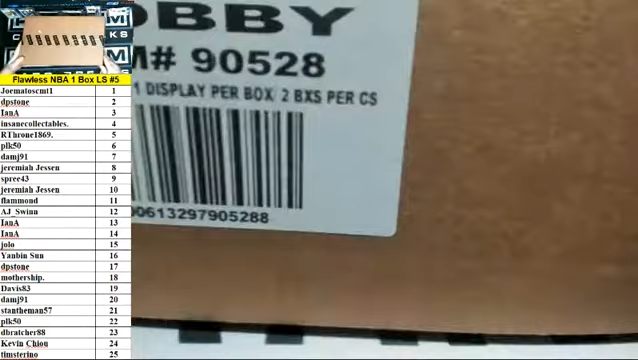 OBBY
M# 90528
1 DISPLAY PER BOX 2 BXS PER CS
00613297905288
Flawless NBA 1 Box LS #5
Joematoscmt1 1
dpstone 2
IanA 3
insanecollectables. 4
RThrone1869. 5
plk50 6
damj91 7
jeremiah Jessen 8
spree43 9
jeremiah Jessen 10
flammond 11
AJ_Swinn 12
IanA 13
IanA 14
jolo 15
Yanbin Sun 16
dpstone 17
mothership. 18
Davis83 19
damj91 20
stantheman57 21
plk50 22
dbratcher88 23
Kevin Chiou 24
timsterino 25